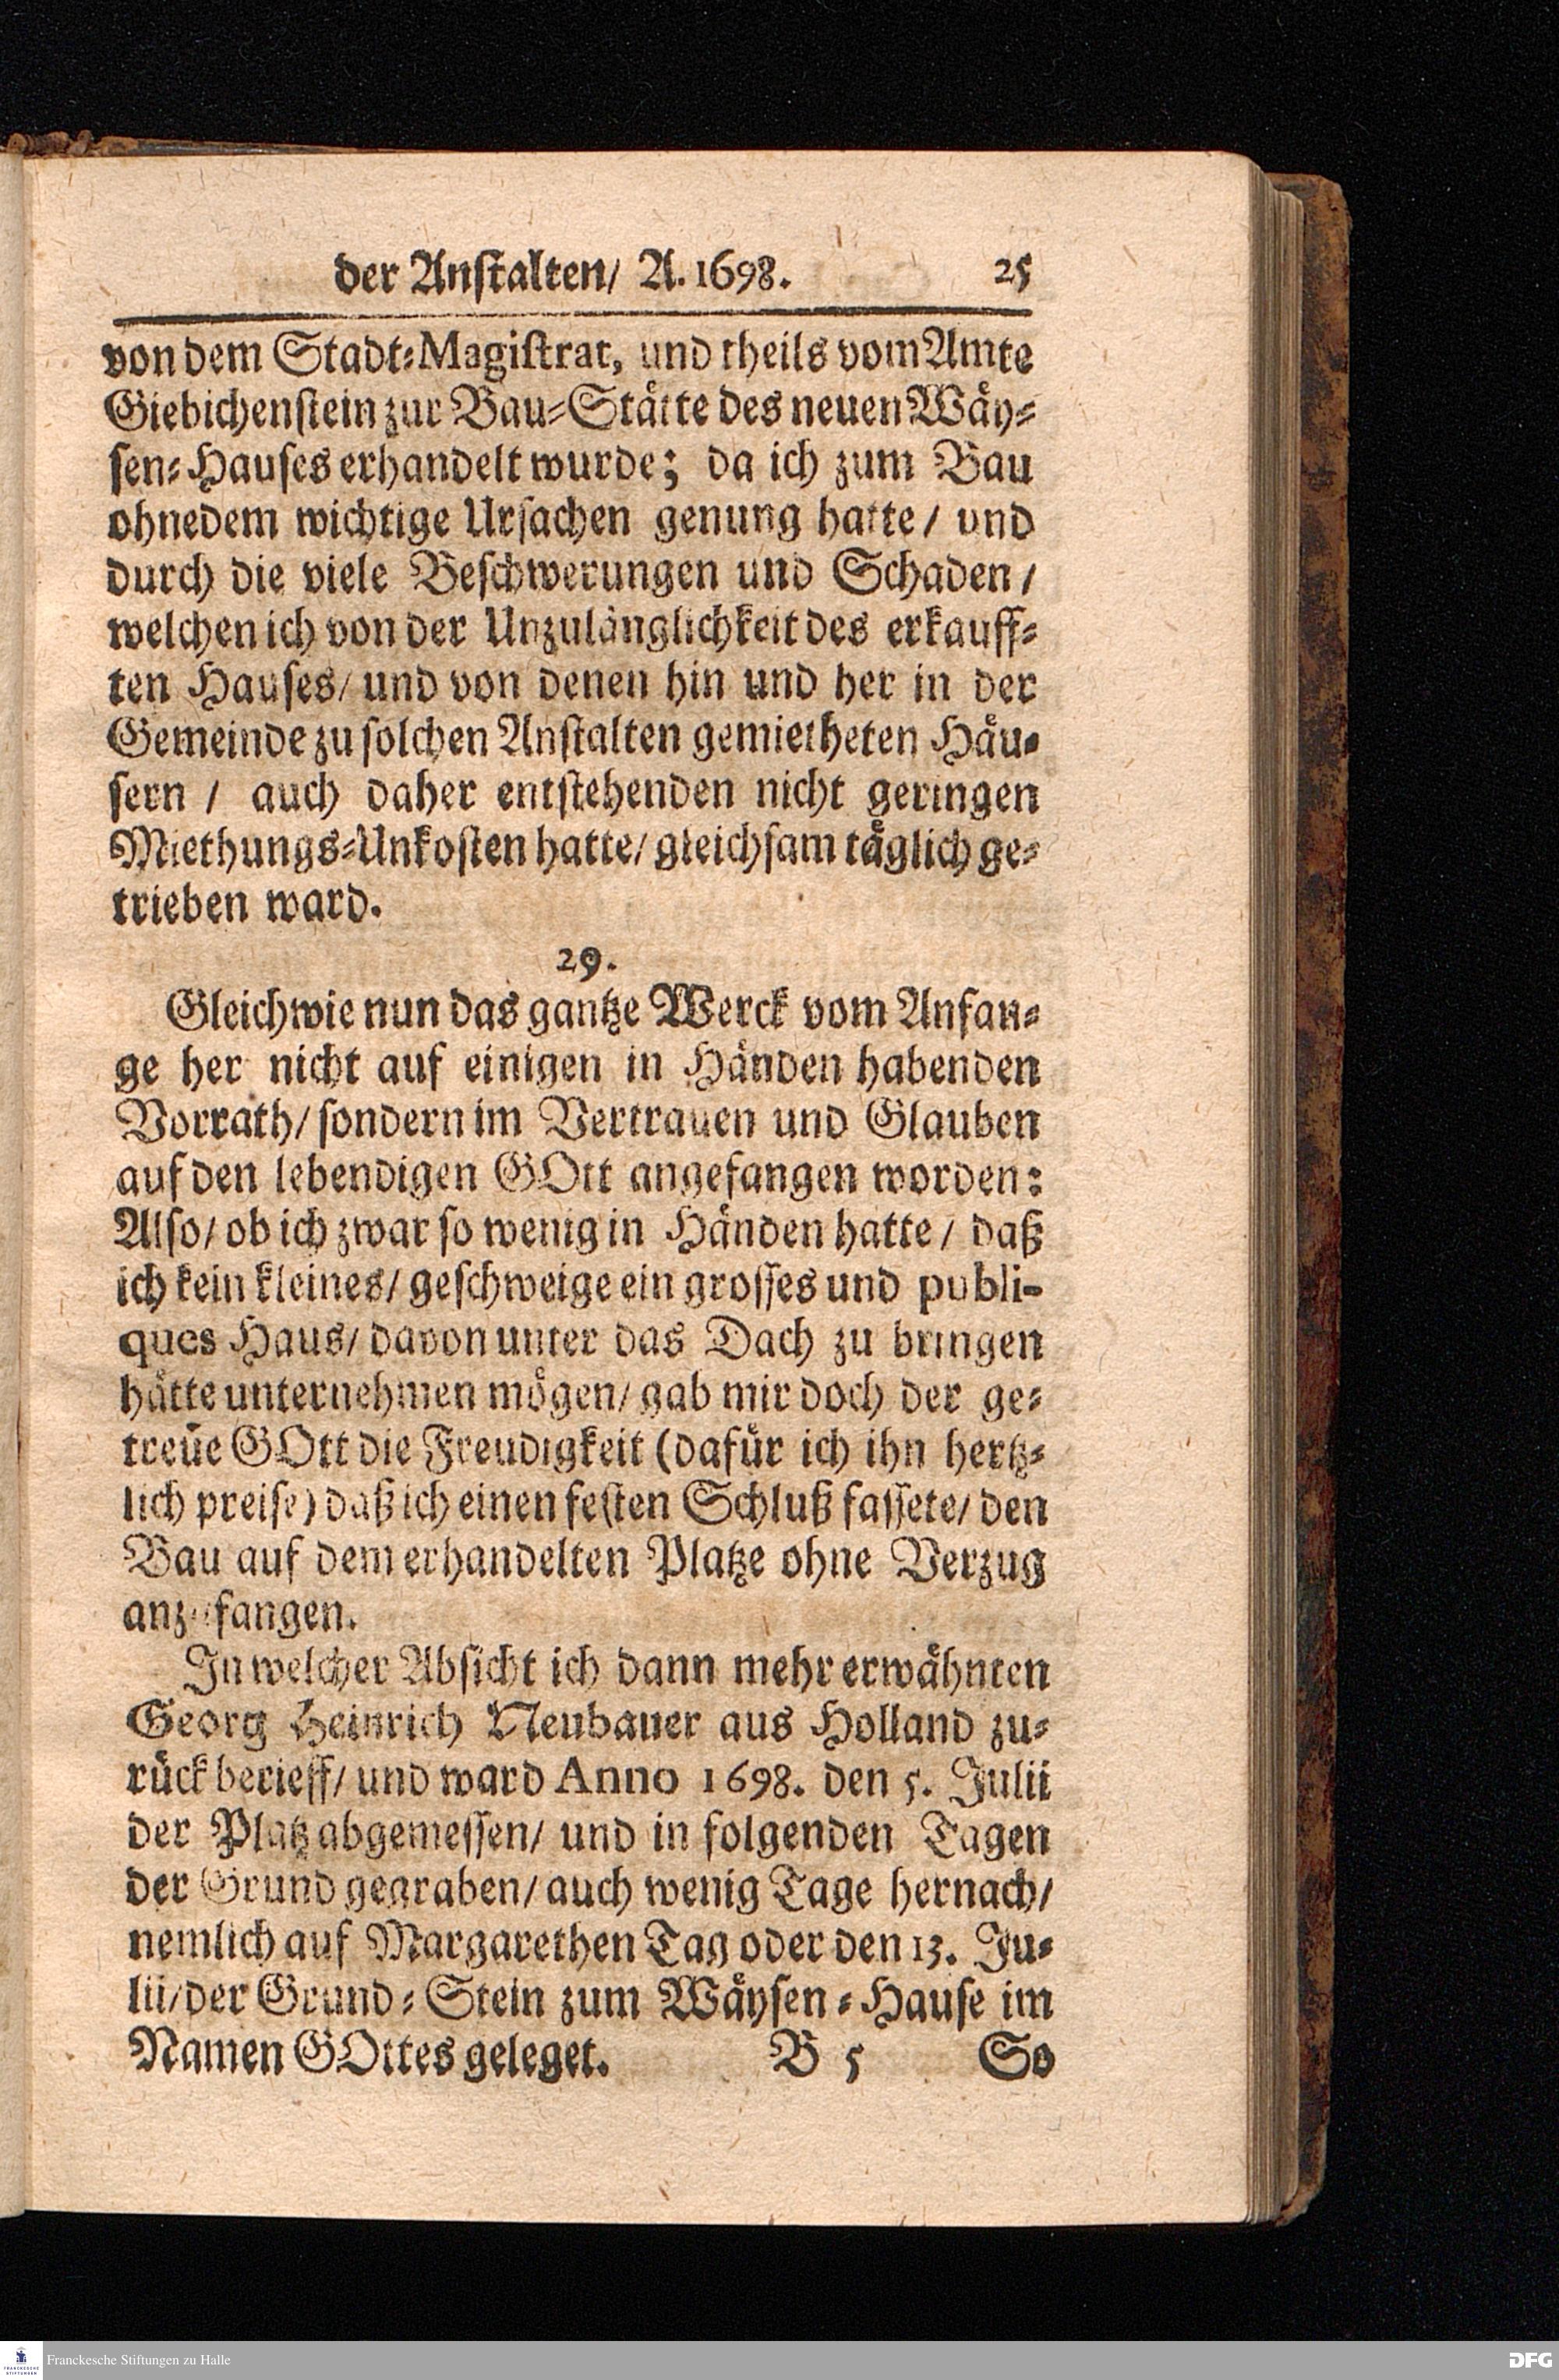 der Anſtalten/ A. 1698. 25
von dem Stadt-Magiſtrat, und theils vom Amte
Giebichenſtein zur Bau-Stätte des neuen Wäy-
ſen-Hauſes erhandelt wurde; da ich zum Bau
ohnedem wichtige Urſachen genung hatte / und
durch die viele Beſchwerungen und Schaden /
welchen ich von der Unzulänglichkeit des erkauff-
ten Hauſes/ und von denen hin und her in der
Gemeinde zu ſolchen Anſtalten gemietheten Häu-
ſern / auch daher entſtehenden nicht geringen
Miethungs-Unkoſten hatte/ gleichſam täglich ge-
trieben ward.
29.
Gleichwie nun das gantze Werck vom Anfan-
ge her nicht auf einigen in Händen habenden
Vorrath/ ſondern im Vertrauen und Glauben
auf den lebendigen GOtt angefangen worden:
Alſo/ ob ich zwar ſo wenig in Händen hatte / daß
ich kein kleines/ geſchweige ein groſſes und publi-
ques Haus/ davon unter das Dach zu bringen
hätte unternehmen mögen/ gab mir doch der ge-
treue GOtt die Freudigkeit (dafür ich ihn hertz-
lich preiſe) daß ich einen feſten Schluß faſſete/ den
Bau auf dem erhandelten Platze ohne Verzug
anzufangen.
In welcher Abſicht ich dann mehr erwähnten
Georg Heinrich Neubauer aus Holland zu-
rück berieff/ und ward Anno 1698. den 5. Julii
der Platz abgemeſſen/ und in folgenden Tagen
der Grund gegraben/ auch wenig Tage hernach/
nemlich auf Margarethen Tag oder den 13. Ju-
lii/ der Grund-Stein zum Wäyſen-Hauſe im
Namen GOttes geleget. B 5 So
FRANCKESCHE STIFTUNGEN
Franckesche Stiftungen zu Halle
DFG